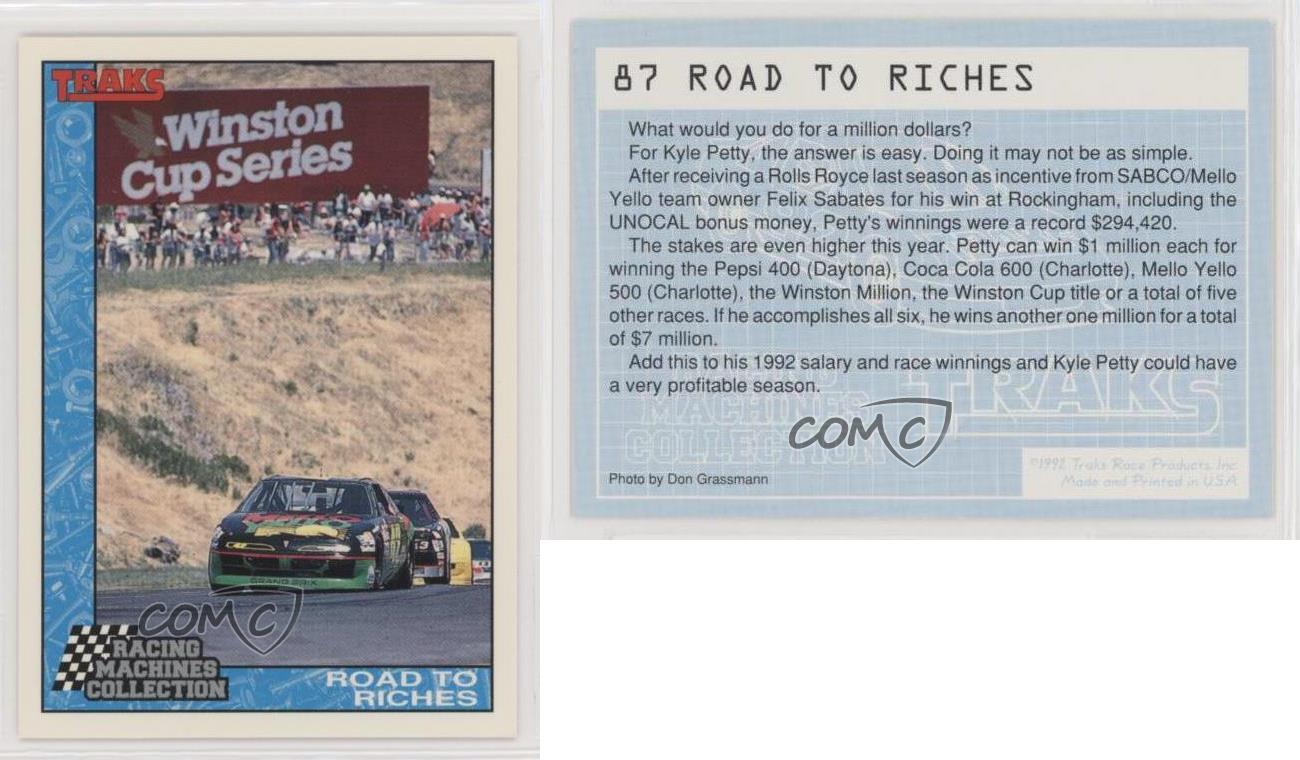 TRAKS
Winston
Cup Series
GRAND PRIX
RACING
MACHINES
COLLECTION
ROAD TO
RICHES
COMC
87 ROAD TO RICHES
What would you do for a million dollars?
For Kyle Petty, the answer is easy. Doing it may not be as simple.
After receiving a Rolls Royce last season as incentive from SABCO/Mello
Yello team owner Felix Sabates for his win at Rockingham, including the
UNOCAL bonus money, Petty's winnings were a record $294,420.
The stakes are even higher this year. Petty can win $1 million each for
winning the Pepsi 400 (Daytona), Coca Cola 600 (Charlotte), Mello Yello
500 (Charlotte), the Winston Million, the Winston Cup title or a total of five
other races. If he accomplishes all six, he wins another one million for a total
of $7 million.
Add this to his 1992 salary and race winnings and Kyle Petty could have
a very profitable season.
MACHINES
COLLECTION
TRAKS
COMC
Photo by Don Grassmann
©1992 Traks Race Products, Inc.
Made and Printed in U.S.A.